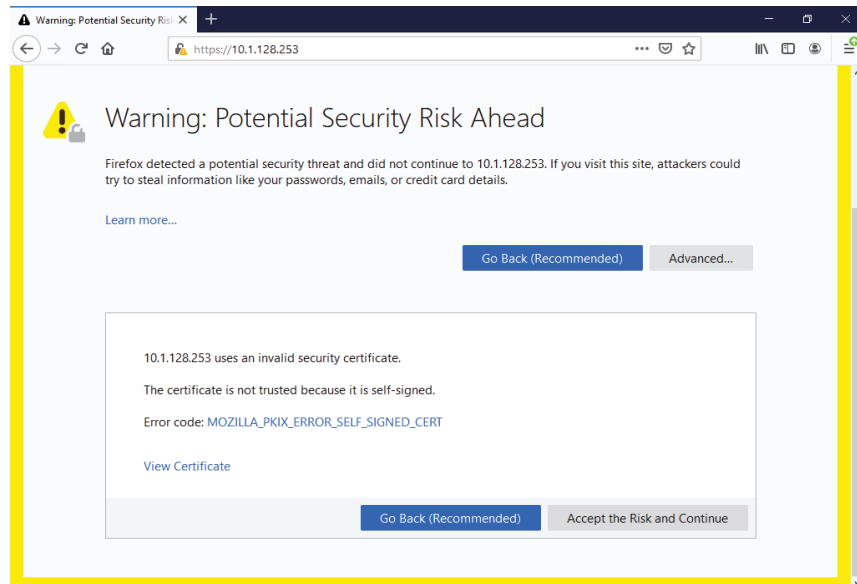 Warning: Potential Security Ris
https://10.1.128.253
Warning: Potential Security Risk Ahead
Firefox detected a potential security threat and did not continue to 10.1.128.253. If you visit this site, attackers could
try to steal information like your passwords, emails, or credit card details.
Learn more...
Go Back (Recommended)
Advanced...
10.1.128.253 uses an invalid security certificate.
The certificate is not trusted because it is self-signed.
Error code: MOZILLA_PKIX_ERROR_SELF_SIGNED_CERT
View Certificate
Go Back (Recommended)
Accept the Risk and Continue